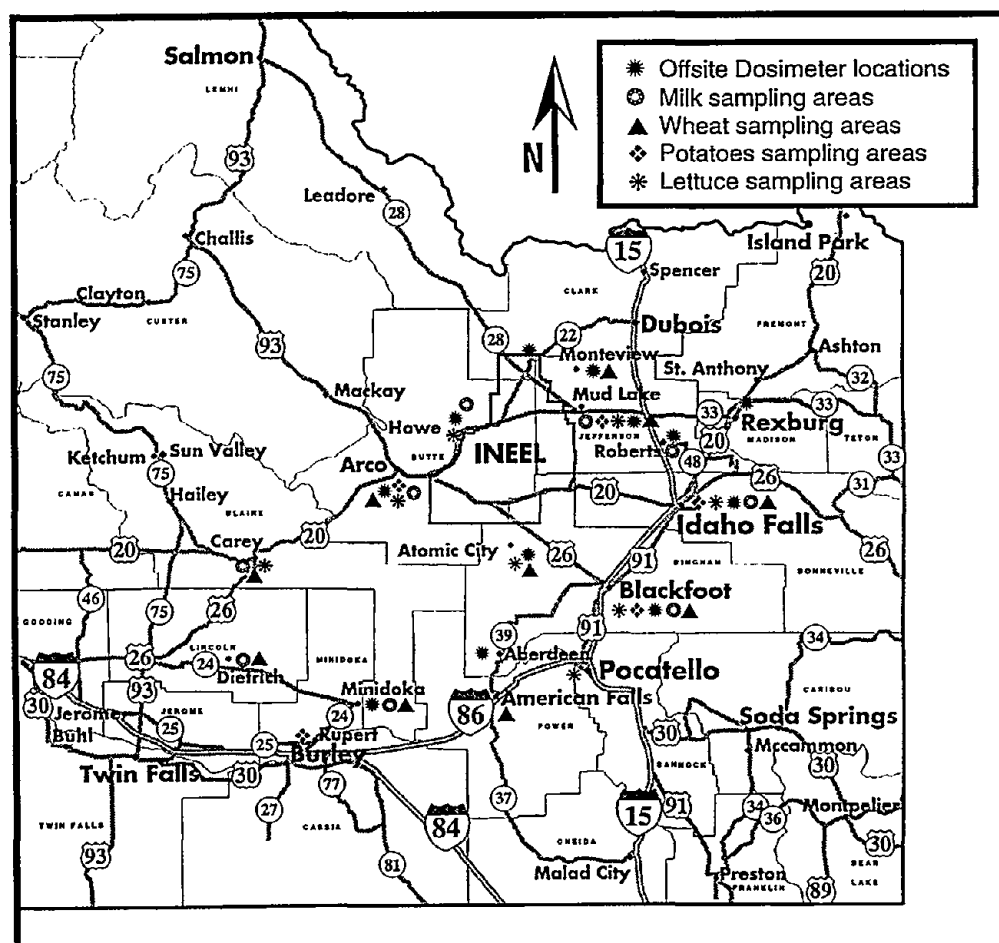 Salmon
LEMHI
Offsite Dosimeter locations
Milk sampling areas
Wheat sampling areas
Potatoes sampling areas
Lettuce sampling areas
N
93
Leadore
28
Island Park
Challis
15
Spencer
20
75
CLARK
Clayton
Stanley
CUSTER
Dubois
FREMONT
28
22
93
Monteview
Ashton
St. Anthony
75
32
Mackay
Mud Lake
33
33
Rexburg
Howe
JEFFERSON
20
MADISON
TETON
BUTTE
INEEL
Roberts
Ketchum
Sun Valley
48
33
75
Arco
26
Hailey
20
31
CAMAS
BLAINE
Idaho Falls
20
Carey
20
Atomic City
26
91
26
BINGHAM
BONNEVILLE
Blackfoot
46
75
26
GOODING
39
91
34
LINCOLN
26
24
Dietrich
MINIDOKA
Aberdeen
84
Pocatello
93
Minidoka
American Falls
CARIBOU
30
86
Jerome
JEROME
24
POWER
30
Soda Springs
Buhl
25
25
Rupert
Burley
BANNOCK
Mccammon
Twin Falls
30
30
77
37
27
15
91
34
Montpelier
84
36
TWIN FALLS
CASSIA
ONEIDA
30
93
81
Malad City
BEAR
Preston
LAKE
FRANKLIN
89